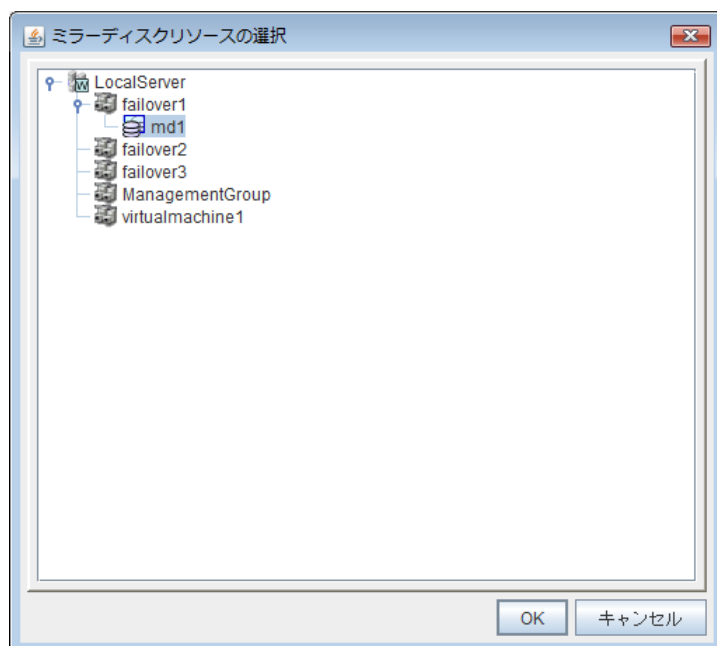 ミラーディスクリソースの選択
LocalServer
failover1
md1
failover2
failover3
ManagementGroup
virtualmachine1
OK キャンセル